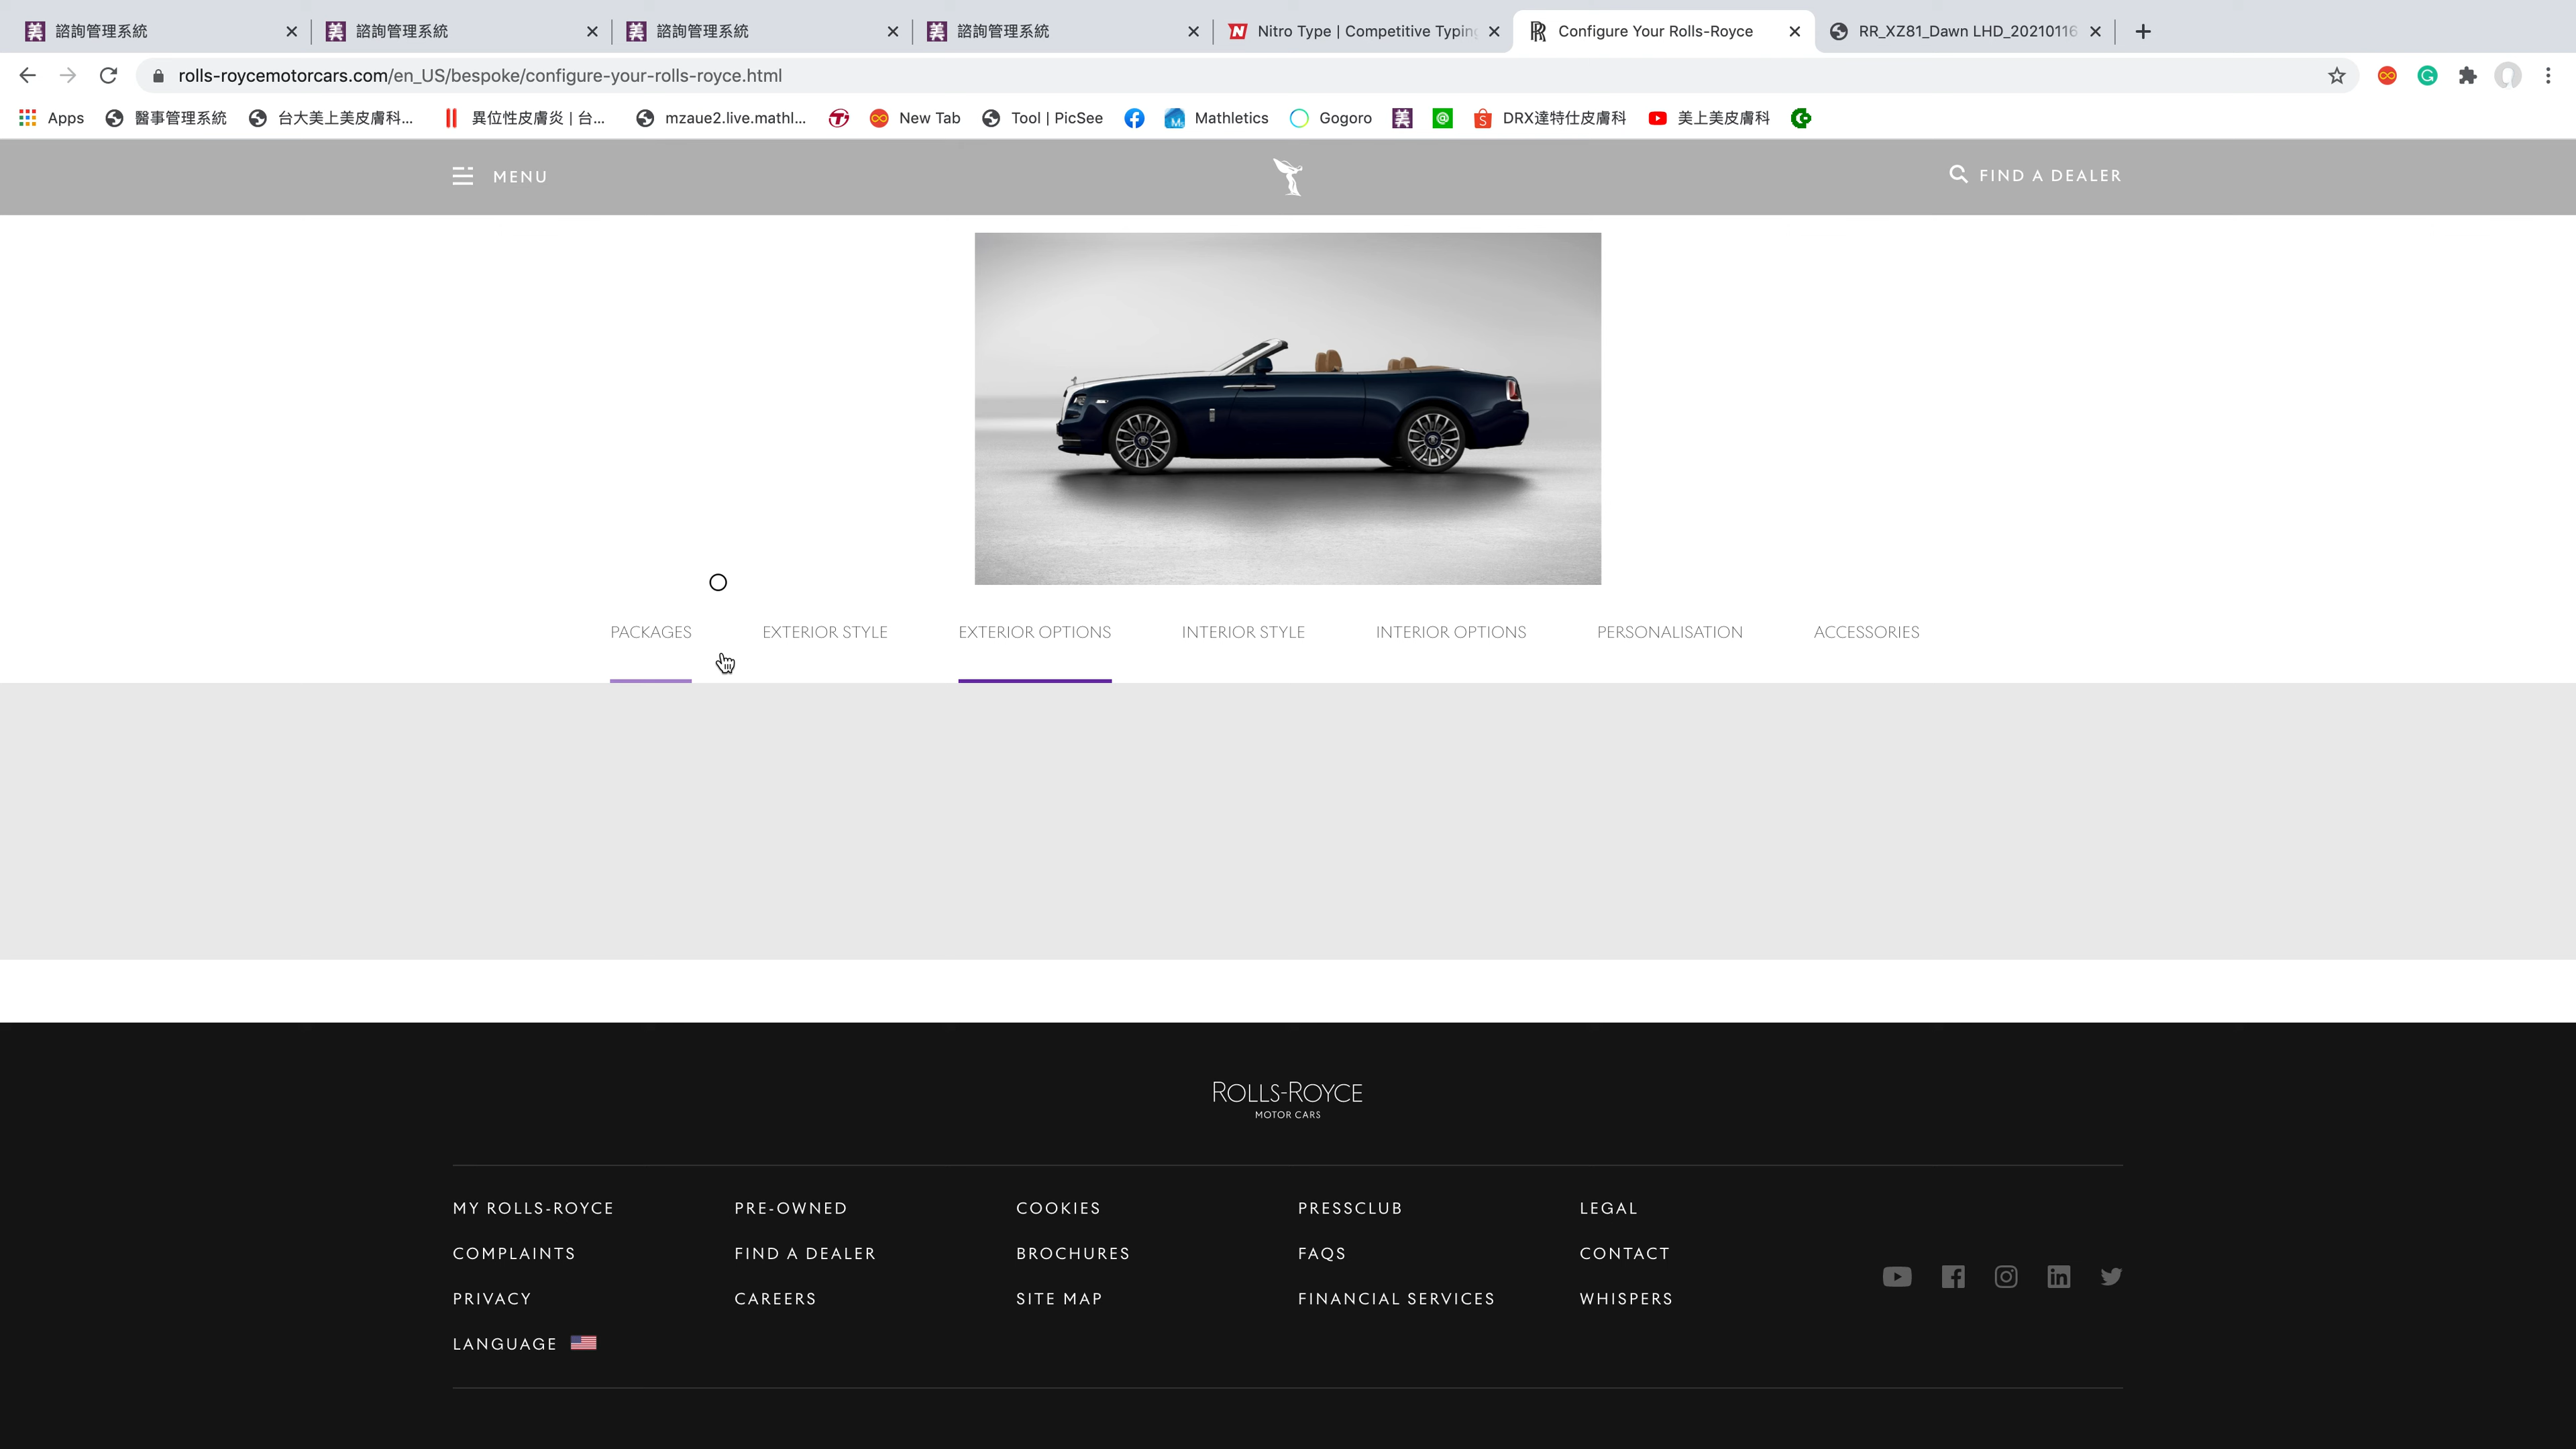 諮詢管理系統 諮詢管理系統 諮詢管理系統 諮詢管理系統 Nitro Type | Competitive Typing Configure Your Rolls-Royce RR_XZ81_Dawn LHD_20210116
rolls-roycemotorcars.com/en_US/bespoke/configure-your-rolls-royce.html
Apps 醫事管理系統 台大美上美皮膚科... 異位性皮膚炎 | 台... mzaue2.live.mathl... New Tab Tool | PicSee Mathletics Gogoro 美 DRX達特仕皮膚科 美上美皮膚科
MENU FIND A DEALER
PACKAGES EXTERIOR STYLE EXTERIOR OPTIONS INTERIOR STYLE INTERIOR OPTIONS PERSONALISATION ACCESSORIES
ROLLS-ROYCE
MOTOR CARS
MY ROLLS-ROYCE PRE-OWNED COOKIES PRESSCLUB LEGAL
COMPLAINTS FIND A DEALER BROCHURES FAQS CONTACT
PRIVACY CAREERS SITE MAP FINANCIAL SERVICES WHISPERS
LANGUAGE